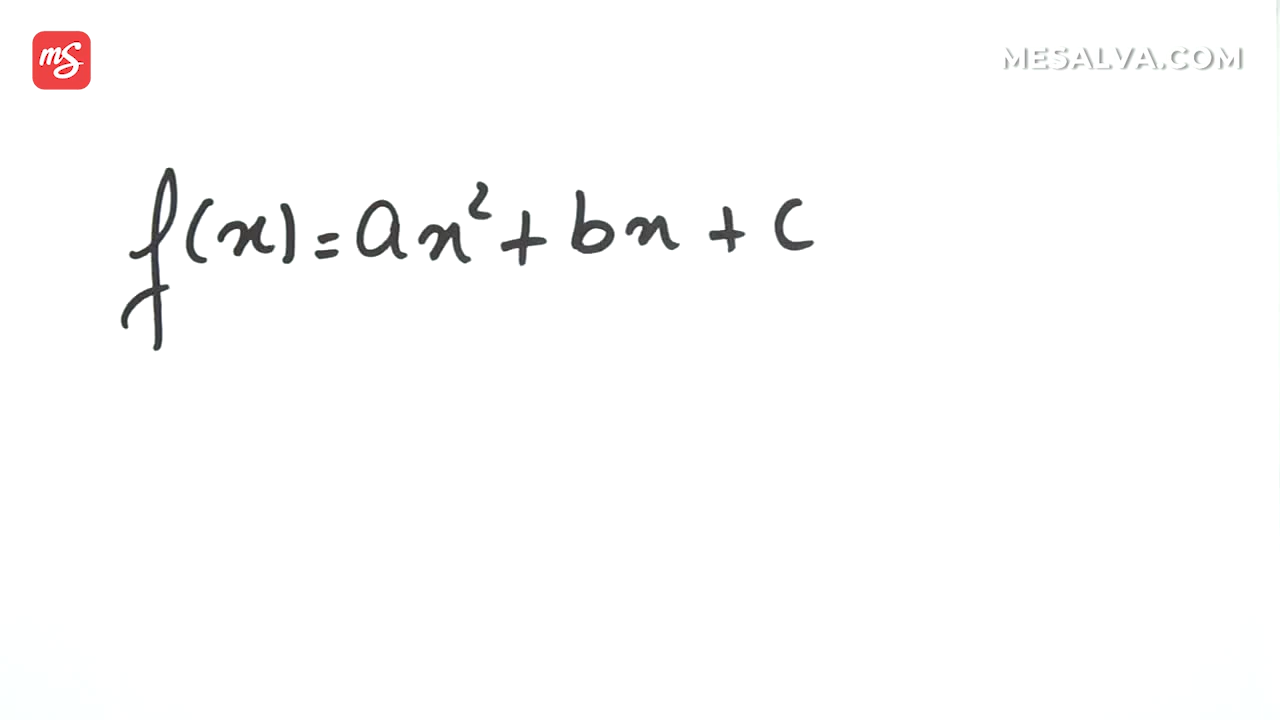 ms
MESALVA.COM
f(x) = ax² + bx + c